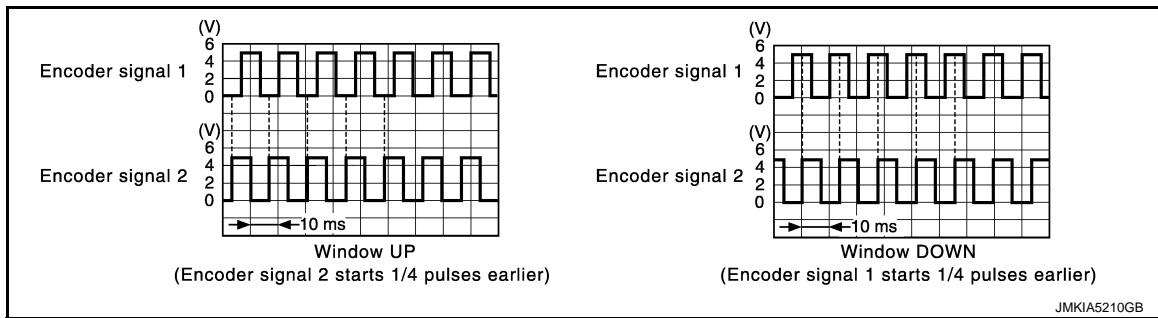 (V)
6
4
2
0
Encoder signal 1
(V)
6
4
2
0
Encoder signal 2
10 ms
Window UP
(Encoder signal 2 starts 1/4 pulses earlier)
(V)
6
4
2
0
Encoder signal 1
(V)
6
4
2
0
Encoder signal 2
10 ms
Window DOWN
(Encoder signal 1 starts 1/4 pulses earlier)
JMKIA5210GB